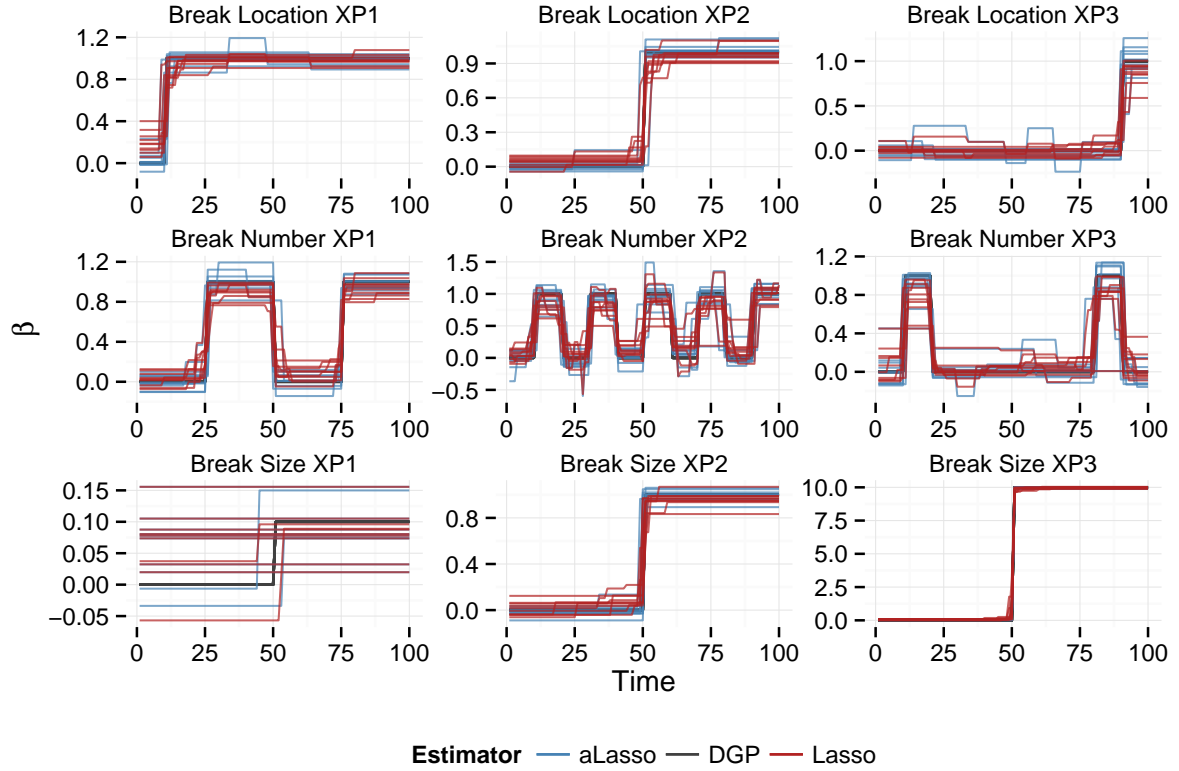 Break Location XP1
Break Location XP2
Break Location XP3
1.2
0.8
0.4
0.0
0 25 50 75 100
0.9
0.6
0.3
0.0
0 25 50 75 100
1.0
0.5
0.0
0 25 50 75 100
Break Number XP1
Break Number XP2
Break Number XP3
β
1.2
0.8
0.4
0.0
0 25 50 75 100
1.5
1.0
0.5
0.0
−0.5
0 25 50 75 100
1.2
0.8
0.4
0.0
0 25 50 75 100
Break Size XP1
Break Size XP2
Break Size XP3
0.15
0.10
0.05
0.00
−0.05
0 25 50 75 100
0.8
0.4
0.0
0 25 50 75 100
10.0
7.5
5.0
2.5
0.0
0 25 50 75 100
Time
Estimator aLasso DGP Lasso